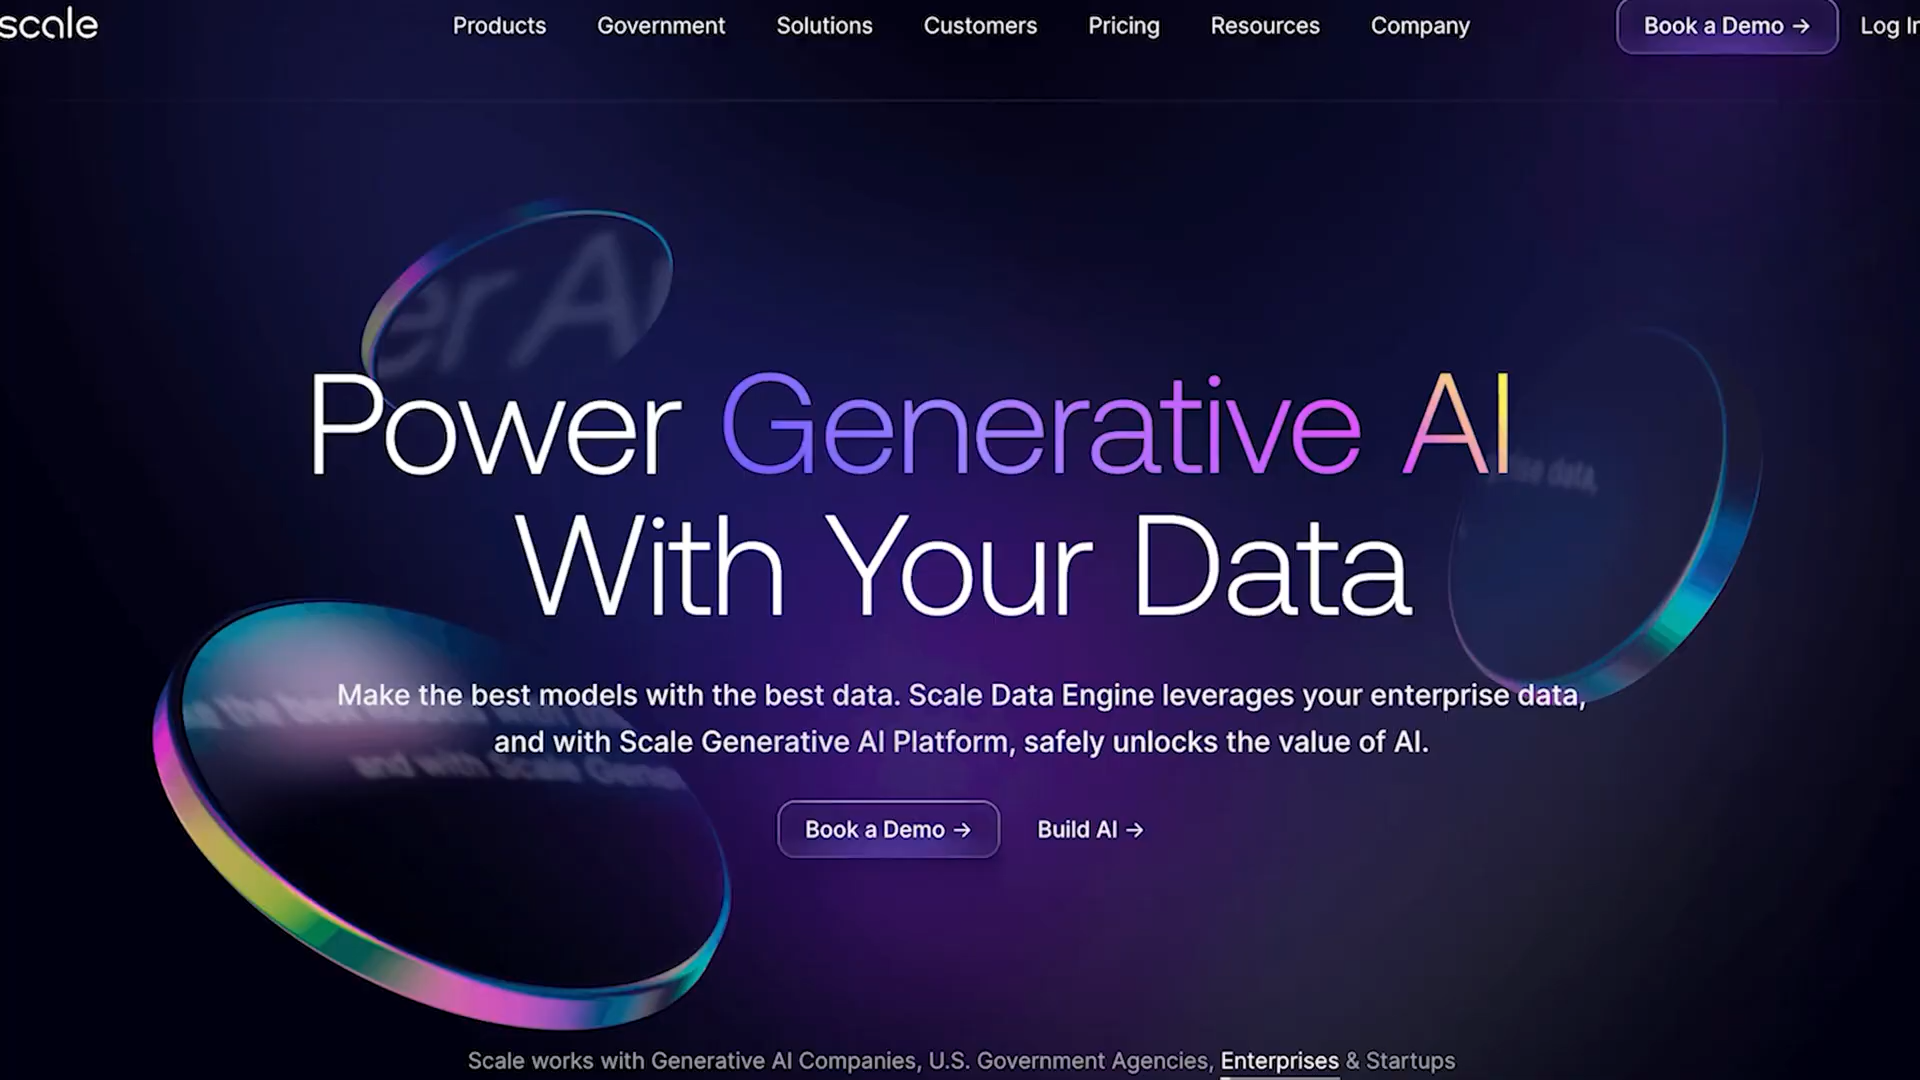 scale
Products Government Solutions Customers Pricing Resources Company Book a Demo → Log In
er A
Power Generative AI
With Your Data
Make the best models with the best data. Scale Data Engine leverages your enterprise data,
and with Scale Generative AI Platform, safely unlocks the value of AI.
Book a Demo → Build AI →
Scale works with Generative AI Companies, U.S. Government Agencies, Enterprises & Startups